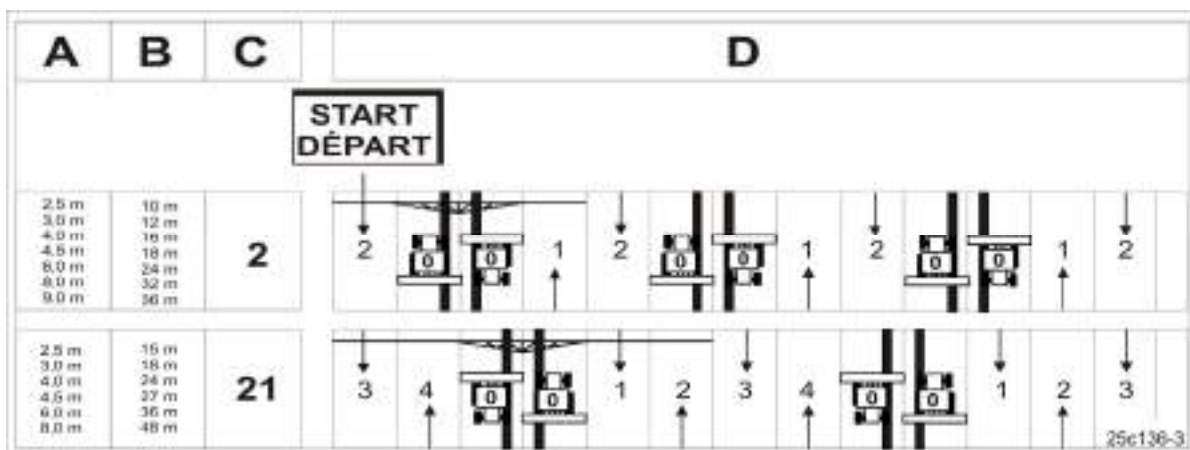 A B C D
START
DÉPART
2,5 m 10 m
3,0 m 12 m
4,0 m 16 m
4,5 m 18 m
6,0 m 24 m
8,0 m 32 m
9,0 m 36 m
2
2 0 0 1 2 0 0 1 2 0 0 1 2
2,5 m 15 m
3,0 m 18 m
4,0 m 24 m
4,5 m 27 m
6,0 m 36 m
8,0 m 48 m
21
3 4 0 0 1 2 3 4 0 0 1 2 3
25c136-3